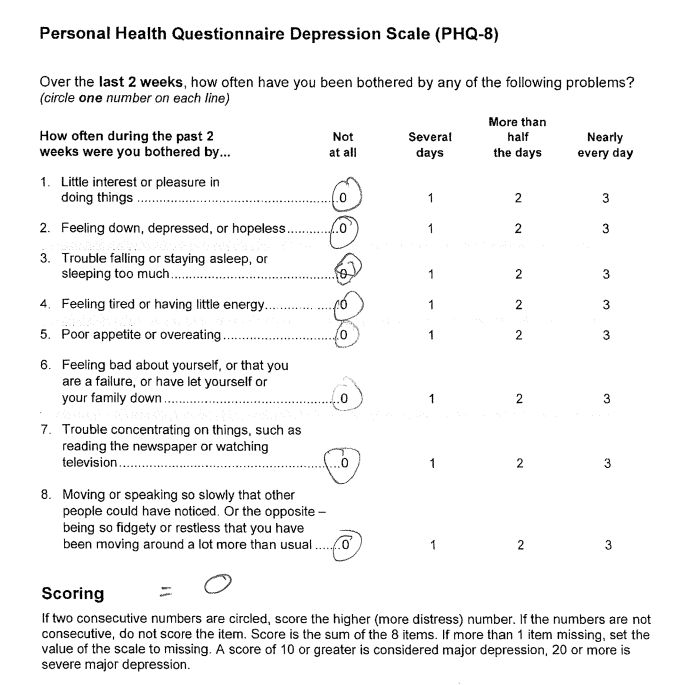 Personal Health Questionnaire Depression Scale (PHQ-8)
Over the last 2 weeks, how often have you been bothered by any of the following problems?
(circle one number on each line)
How often during the past 2 weeks were you bothered by... Not at all Several days More than half the days Nearly every day
1. Little interest or pleasure in
doing things ........................................ 0 1 2 3
2. Feeling down, depressed, or hopeless............ 0 1 2 3
3. Trouble falling or staying asleep, or
sleeping too much.................................. 0 1 2 3
4. Feeling tired or having little energy............... 0 1 2 3
5. Poor appetite or overeating........................ 0 1 2 3
6. Feeling bad about yourself, or that you
are a failure, or have let yourself or
your family down .................................. 0 1 2 3
7. Trouble concentrating on things, such as
reading the newspaper or watching
television............................................ 0 1 2 3
8. Moving or speaking so slowly that other
people could have noticed. Or the opposite –
being so fidgety or restless that you have
been moving around a lot more than usual ...... 0 1 2 3
Scoring = 0
If two consecutive numbers are circled, score the higher (more distress) number. If the numbers are not
consecutive, do not score the item. Score is the sum of the 8 items. If more than 1 item missing, set the
value of the scale to missing. A score of 10 or greater is considered major depression, 20 or more is
severe major depression.